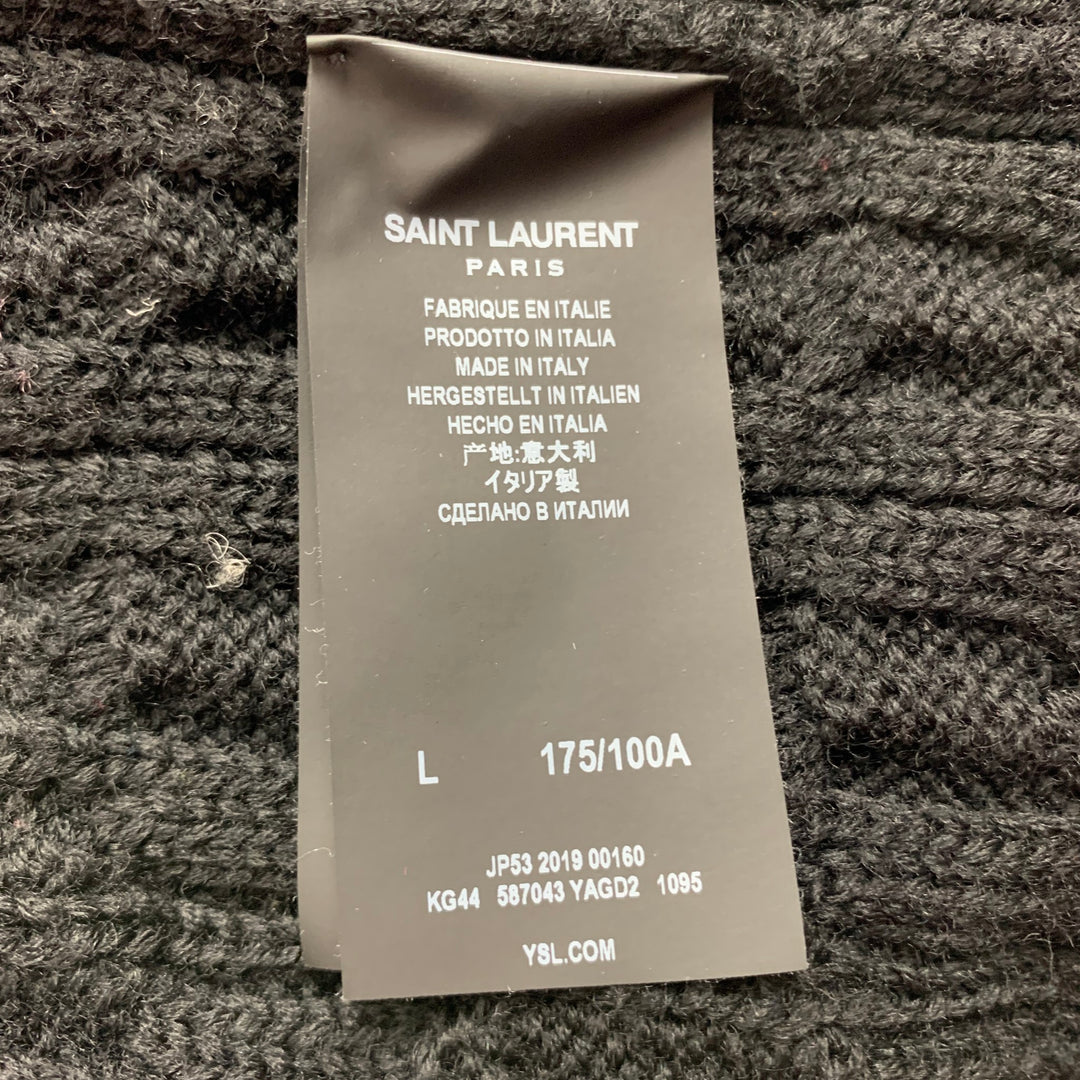 SAINT LAURENT
PARIS
FABRIQUE EN ITALIE
PRODOTTO IN ITALIA
MADE IN ITALY
HERGESTELLT IN ITALIEN
HECHO EN ITALIA
产地:意大利
イタリア製
СДЕЛАНО В ИТАЛИИ
L 175/100A
JP53 2019 00160
KG44 587043 YAGD2 1095
YSL.COM